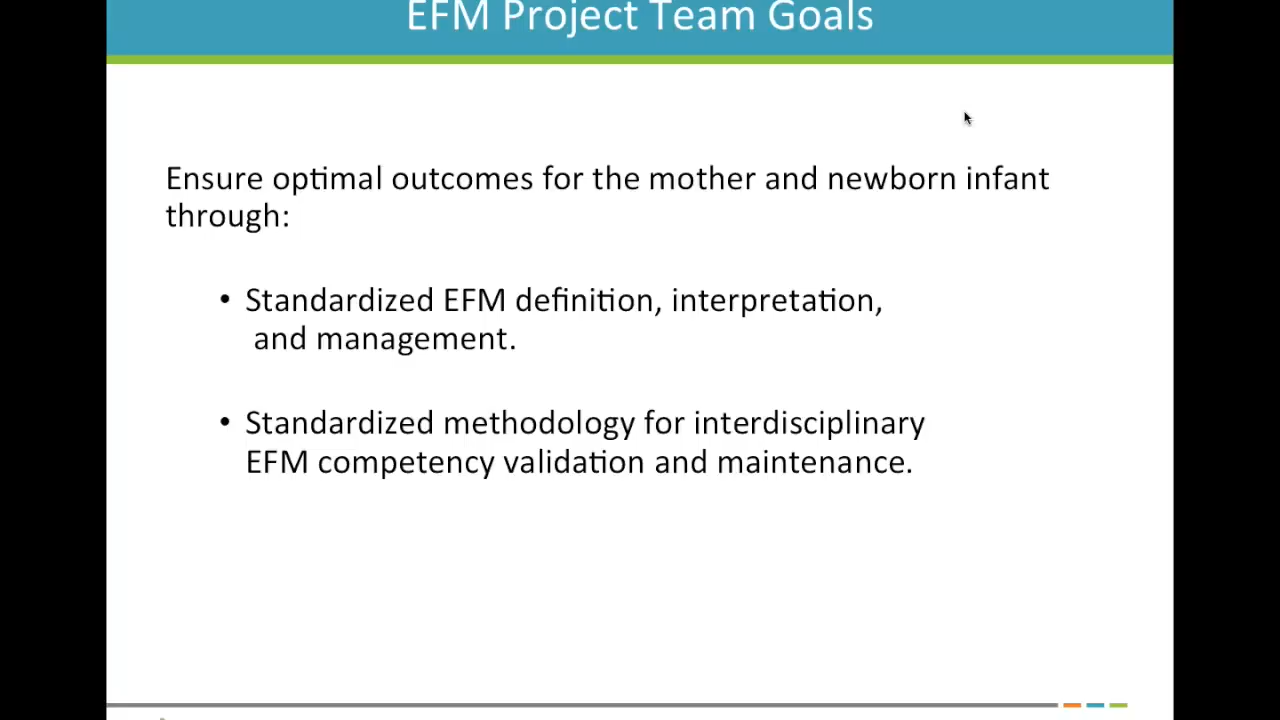 EFM Project Team Goals
Ensure optimal outcomes for the mother and newborn infant
through:
• Standardized EFM definition, interpretation,
and management.
• Standardized methodology for interdisciplinary
EFM competency validation and maintenance.